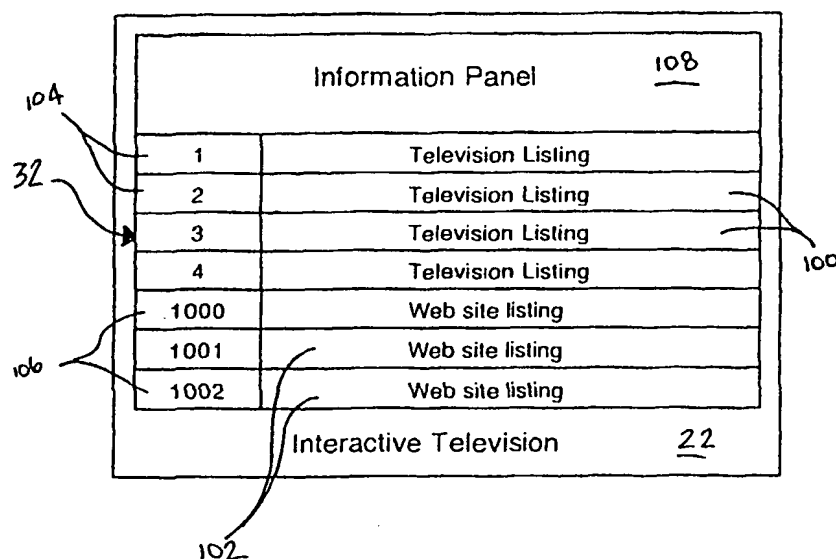 Information Panel 108
104
1 Television Listing
32
2 Television Listing
3 Television Listing
100
4 Television Listing
1000 Web site listing
106
1001 Web site listing
1002 Web site listing
Interactive Television 22
102